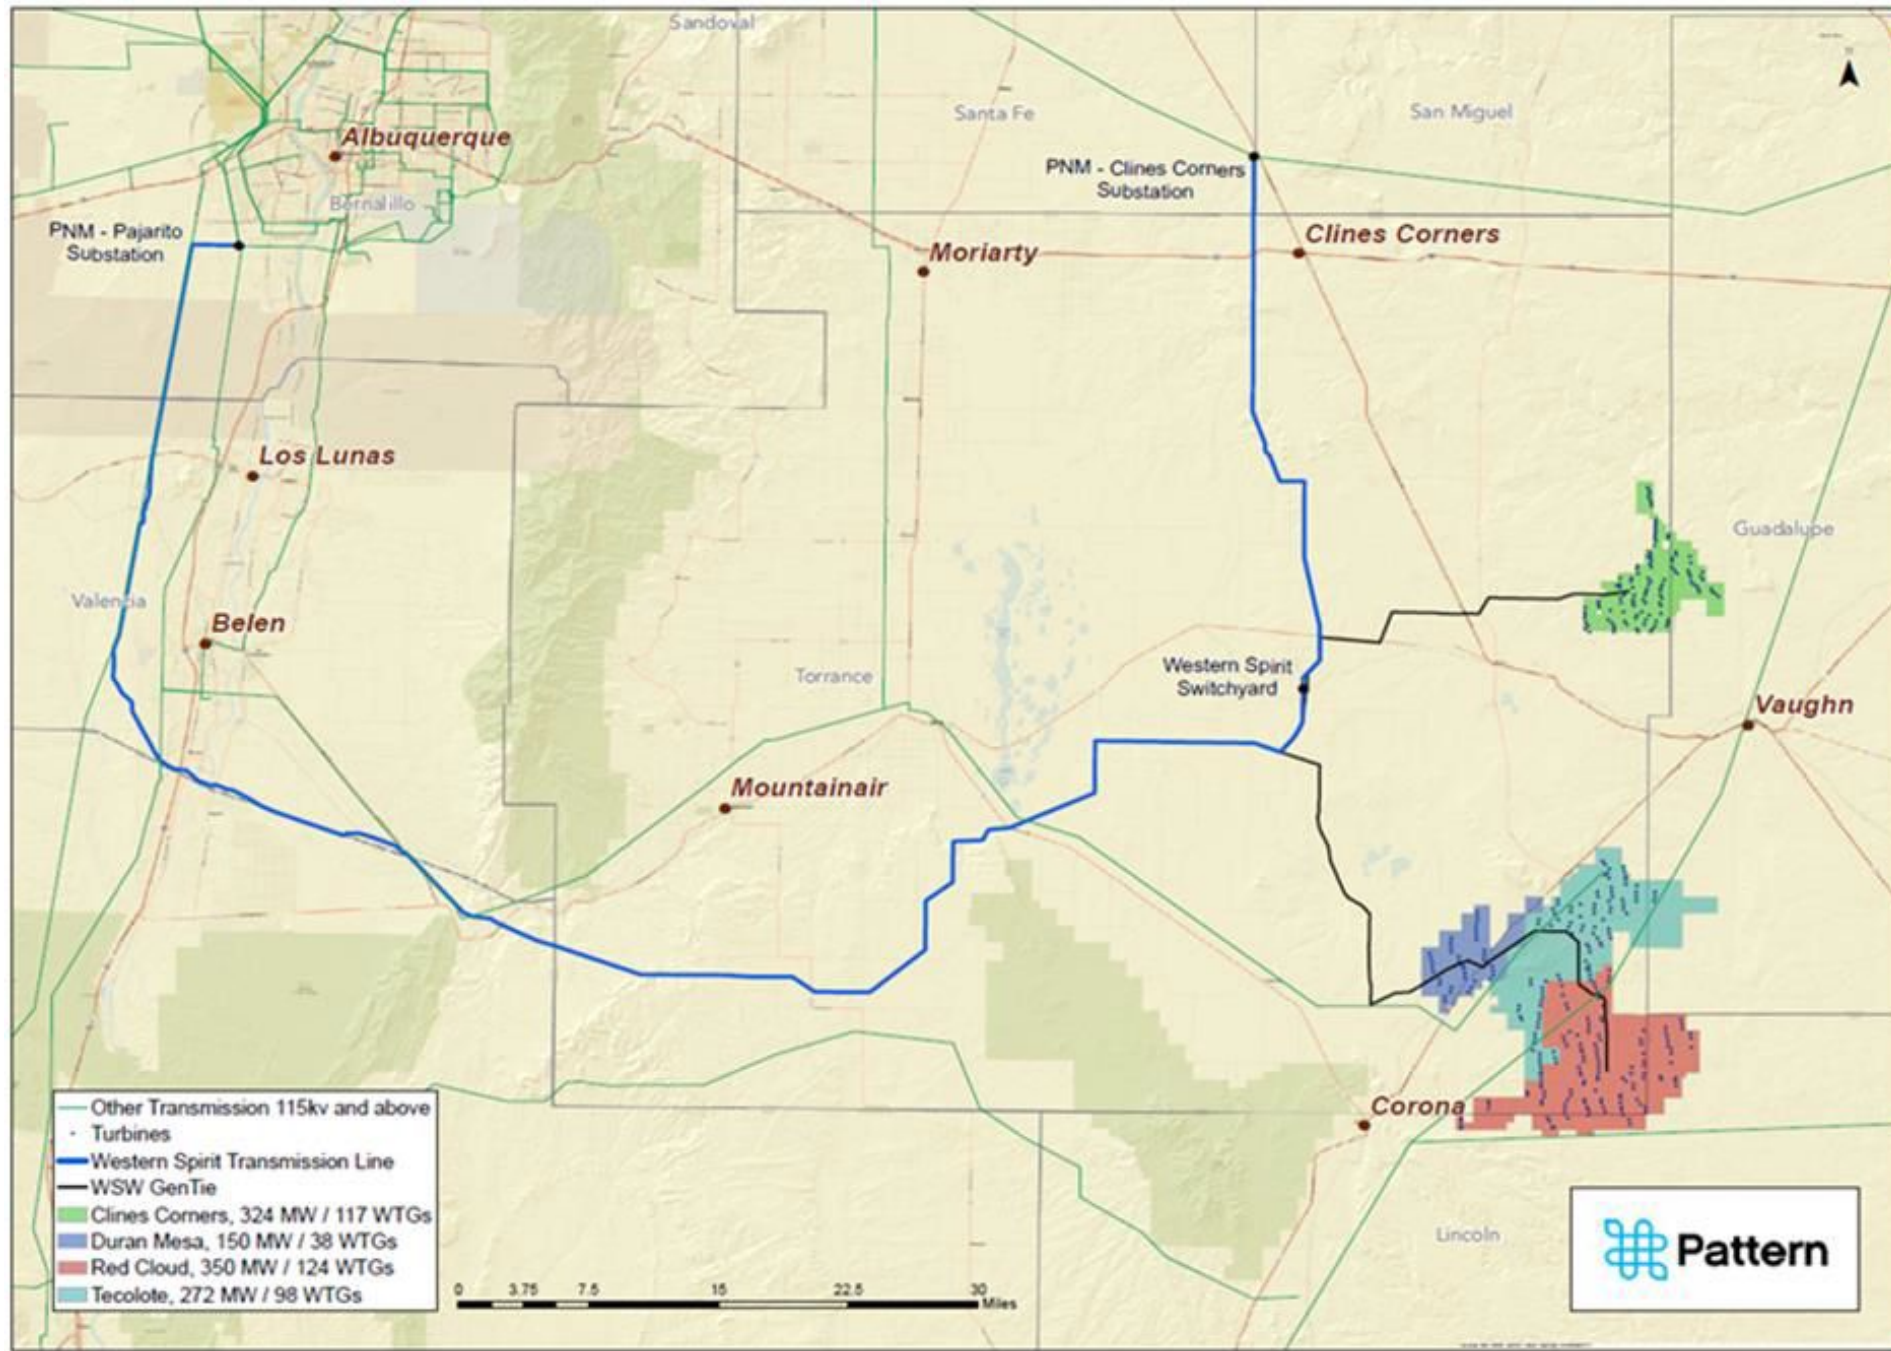 Sandoval
Santa Fe
San Miguel
Albuquerque
PNM - Clines Corners
Substation
Bernalillo
PNM - Pajarito
Substation
Clines Corners
Moriarty
Los Lunas
Guadalupe
Valencia
Belen
Western Spirit
Switchyard
Torrance
Vaughn
Mountainair
Corona
Lincoln
Other Transmission 115kv and above
Turbines
Western Spirit Transmission Line
WSW GenTie
Clines Corners, 324 MW / 117 WTGs
Duran Mesa, 150 MW / 38 WTGs
Red Cloud, 350 MW / 124 WTGs
Tecolote, 272 MW / 98 WTGs
0 3.75 7.5 15 22.5 30
Miles
Pattern